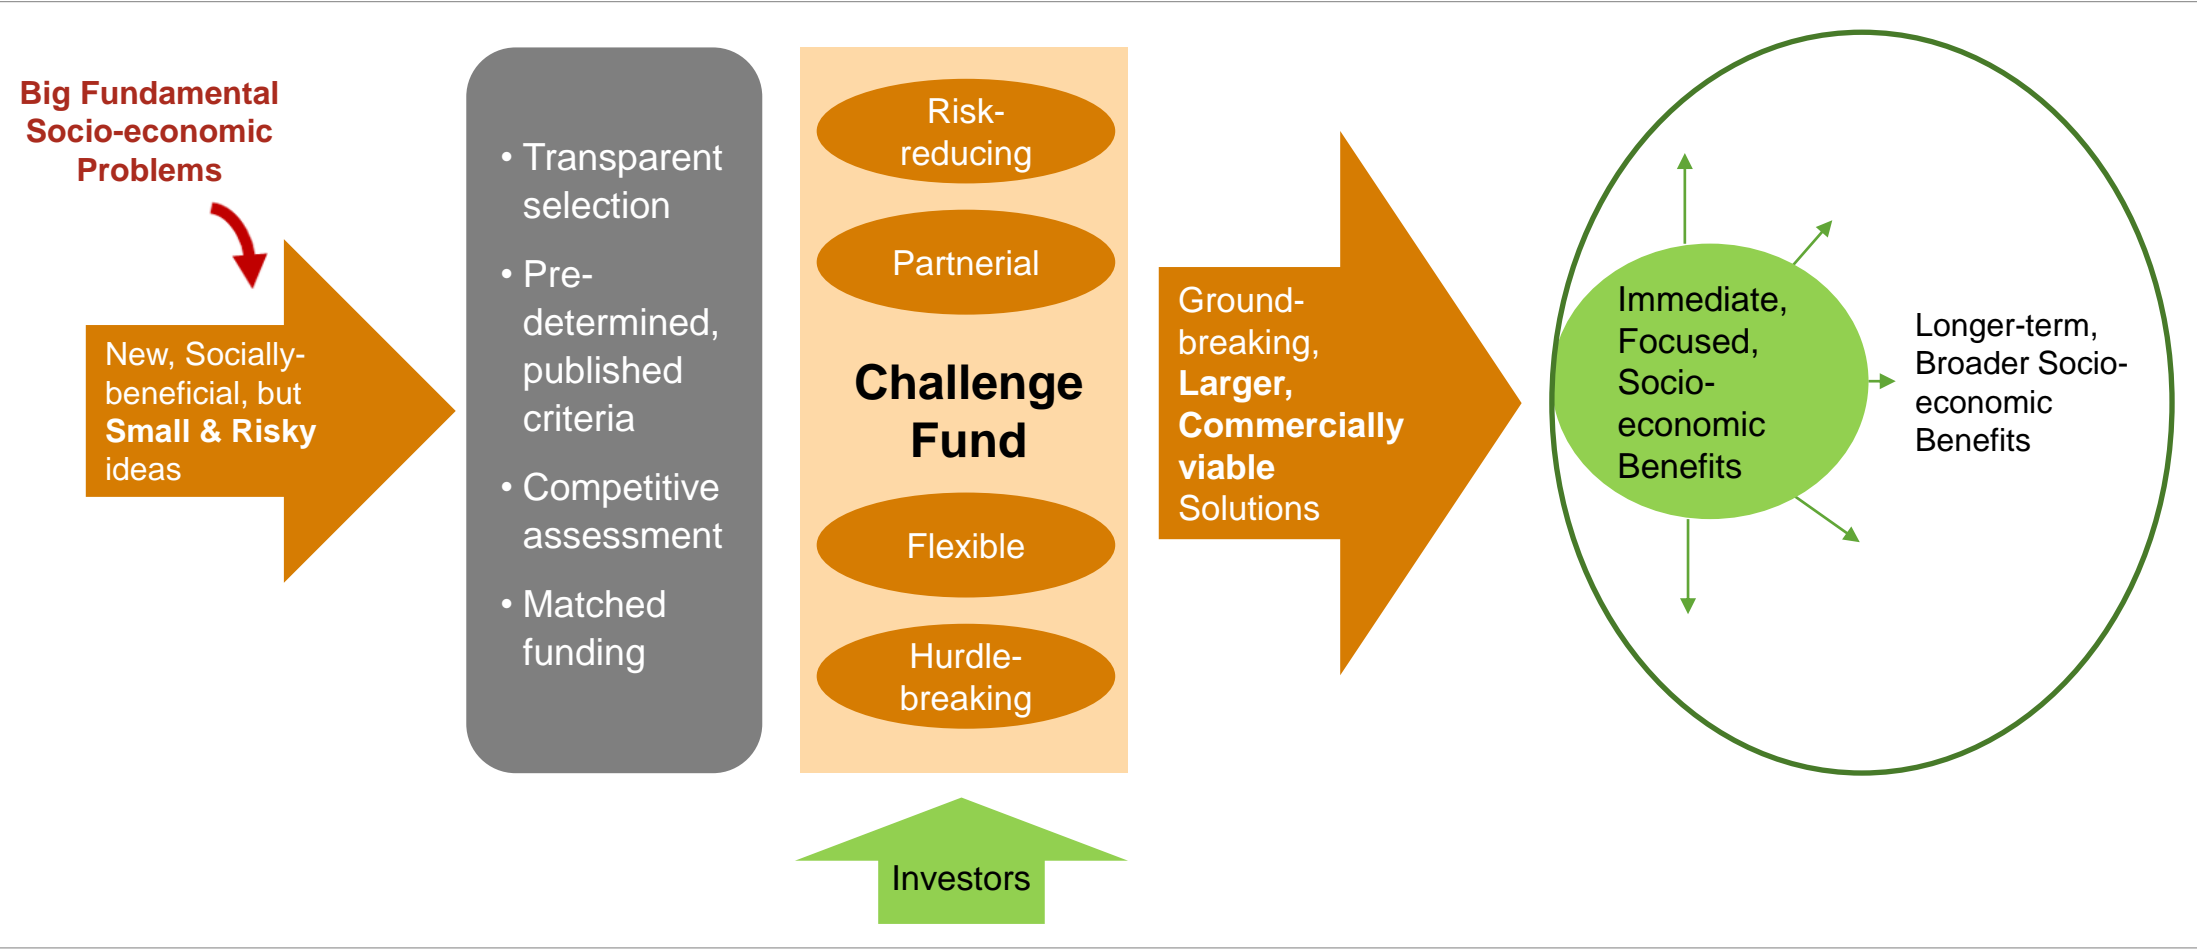 Big Fundamental
Socio-economic
Problems
New, Socially-
beneficial, but
Small & Risky
ideas
• Transparent
selection
• Pre-
determined,
published
criteria
• Competitive
assessment
• Matched
funding
Risk-
reducing
Partnerial
Challenge
Fund
Flexible
Hurdle-
breaking
Investors
Ground-
breaking,
Larger,
Commercially
viable
Solutions
Immediate,
Focused,
Socio-
economic
Benefits
Longer-term,
Broader Socio-
economic
Benefits